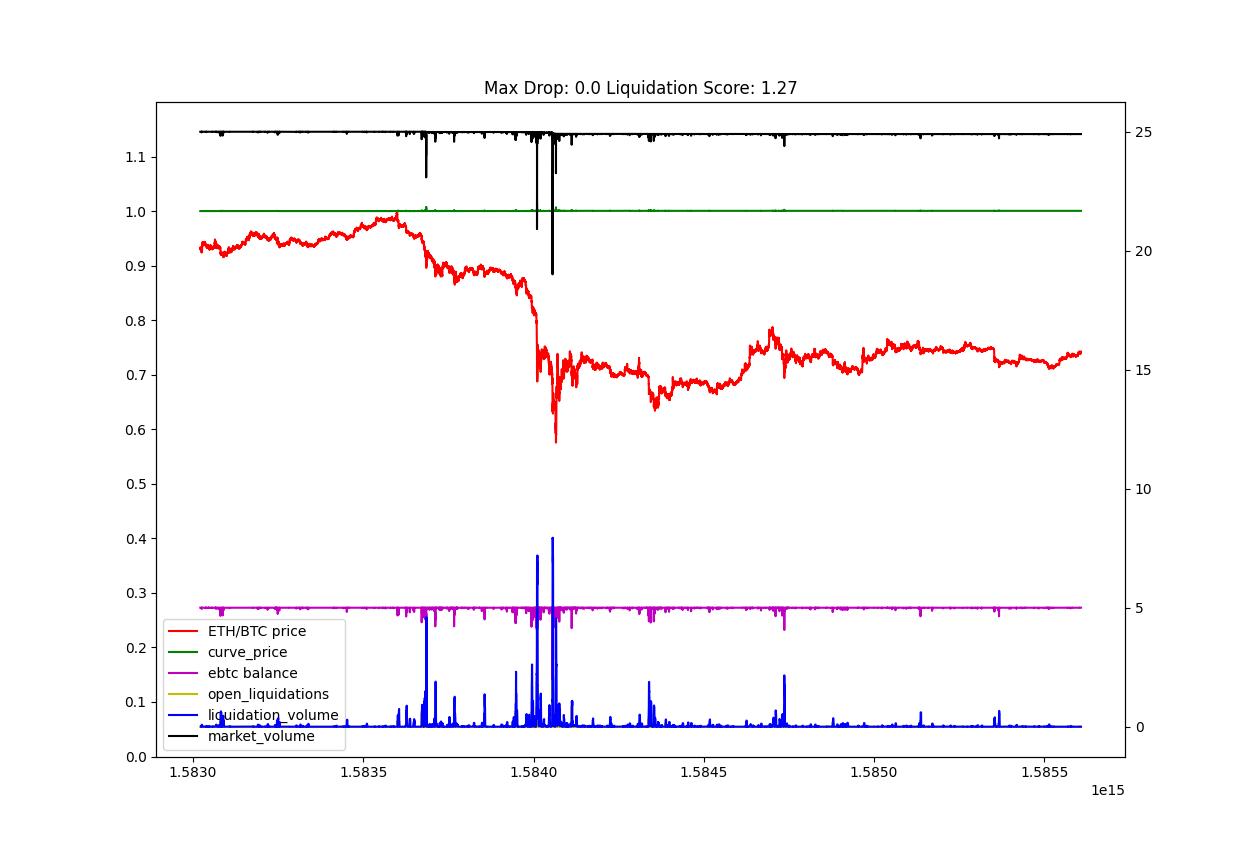 Max Drop: 0.0 Liquidation Score: 1.27
1.1
1.0
0.9
0.8
0.7
0.6
0.5
0.4
0.3
0.2
0.1
0.0
25
20
15
10
5
0
ETH/BTC price
curve_price
ebtc balance
open_liquidations
liquidation_volume
market_volume
1.5830 1.5835 1.5840 1.5845 1.5850 1.5855
1e15